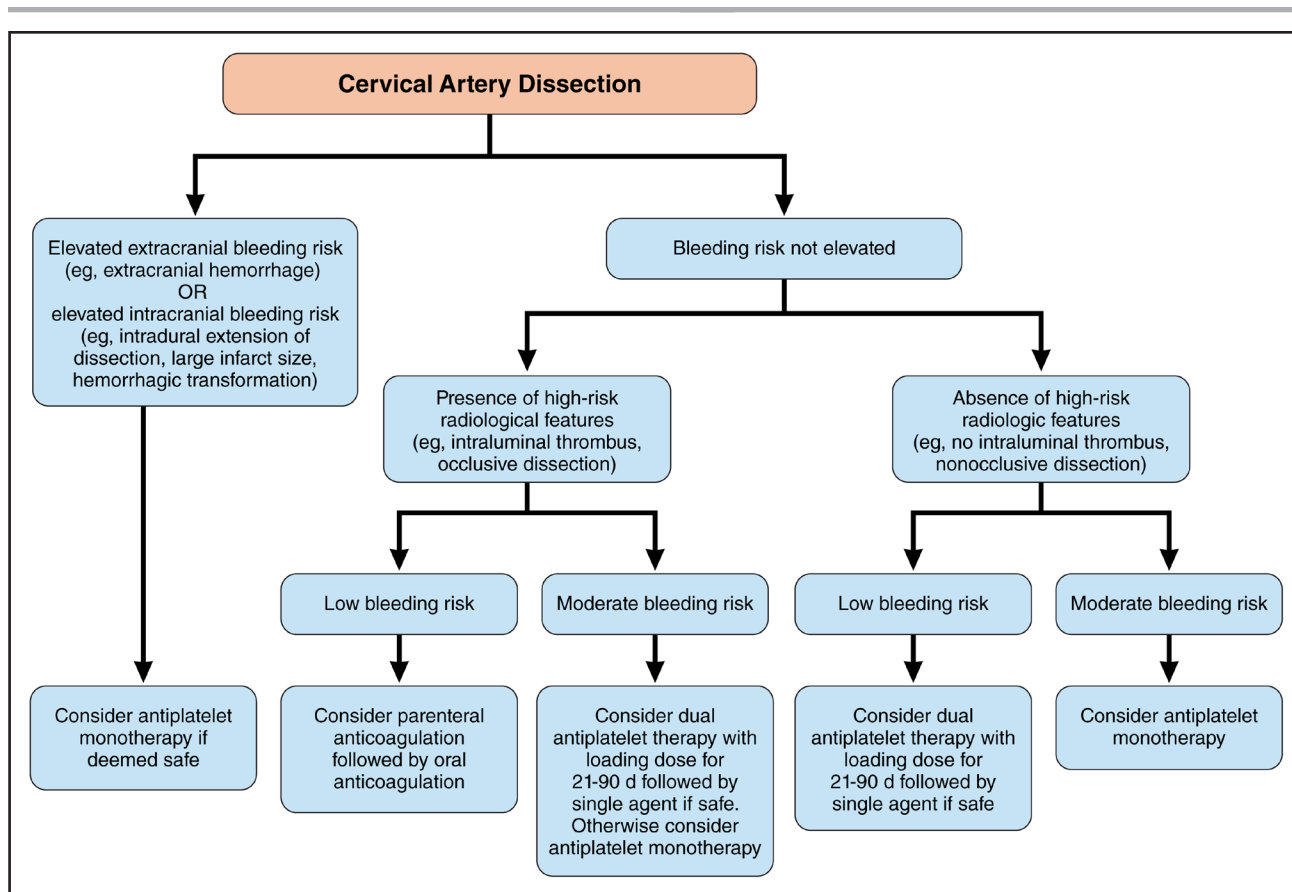 Cervical Artery Dissection
Elevated extracranial bleeding risk
(eg, extracranial hemorrhage)
OR
elevated intracranial bleeding risk
(eg, intradural extension of
dissection, large infarct size,
hemorrhagic transformation)
Bleeding risk not elevated
Presence of high-risk
radiological features
(eg, intraluminal thrombus,
occlusive dissection)
Absence of high-risk
radiologic features
(eg, no intraluminal thrombus,
nonocclusive dissection)
Low bleeding risk
Moderate bleeding risk
Low bleeding risk
Moderate bleeding risk
Consider antiplatelet
monotherapy if
deemed safe
Consider parenteral
anticoagulation
followed by oral
anticoagulation
Consider dual
antiplatelet therapy with
loading dose for
21-90 d followed by
single agent if safe.
Otherwise consider
antiplatelet monotherapy
Consider dual
antiplatelet therapy with
loading dose for
21-90 d followed by
single agent if safe
Consider antiplatelet
monotherapy